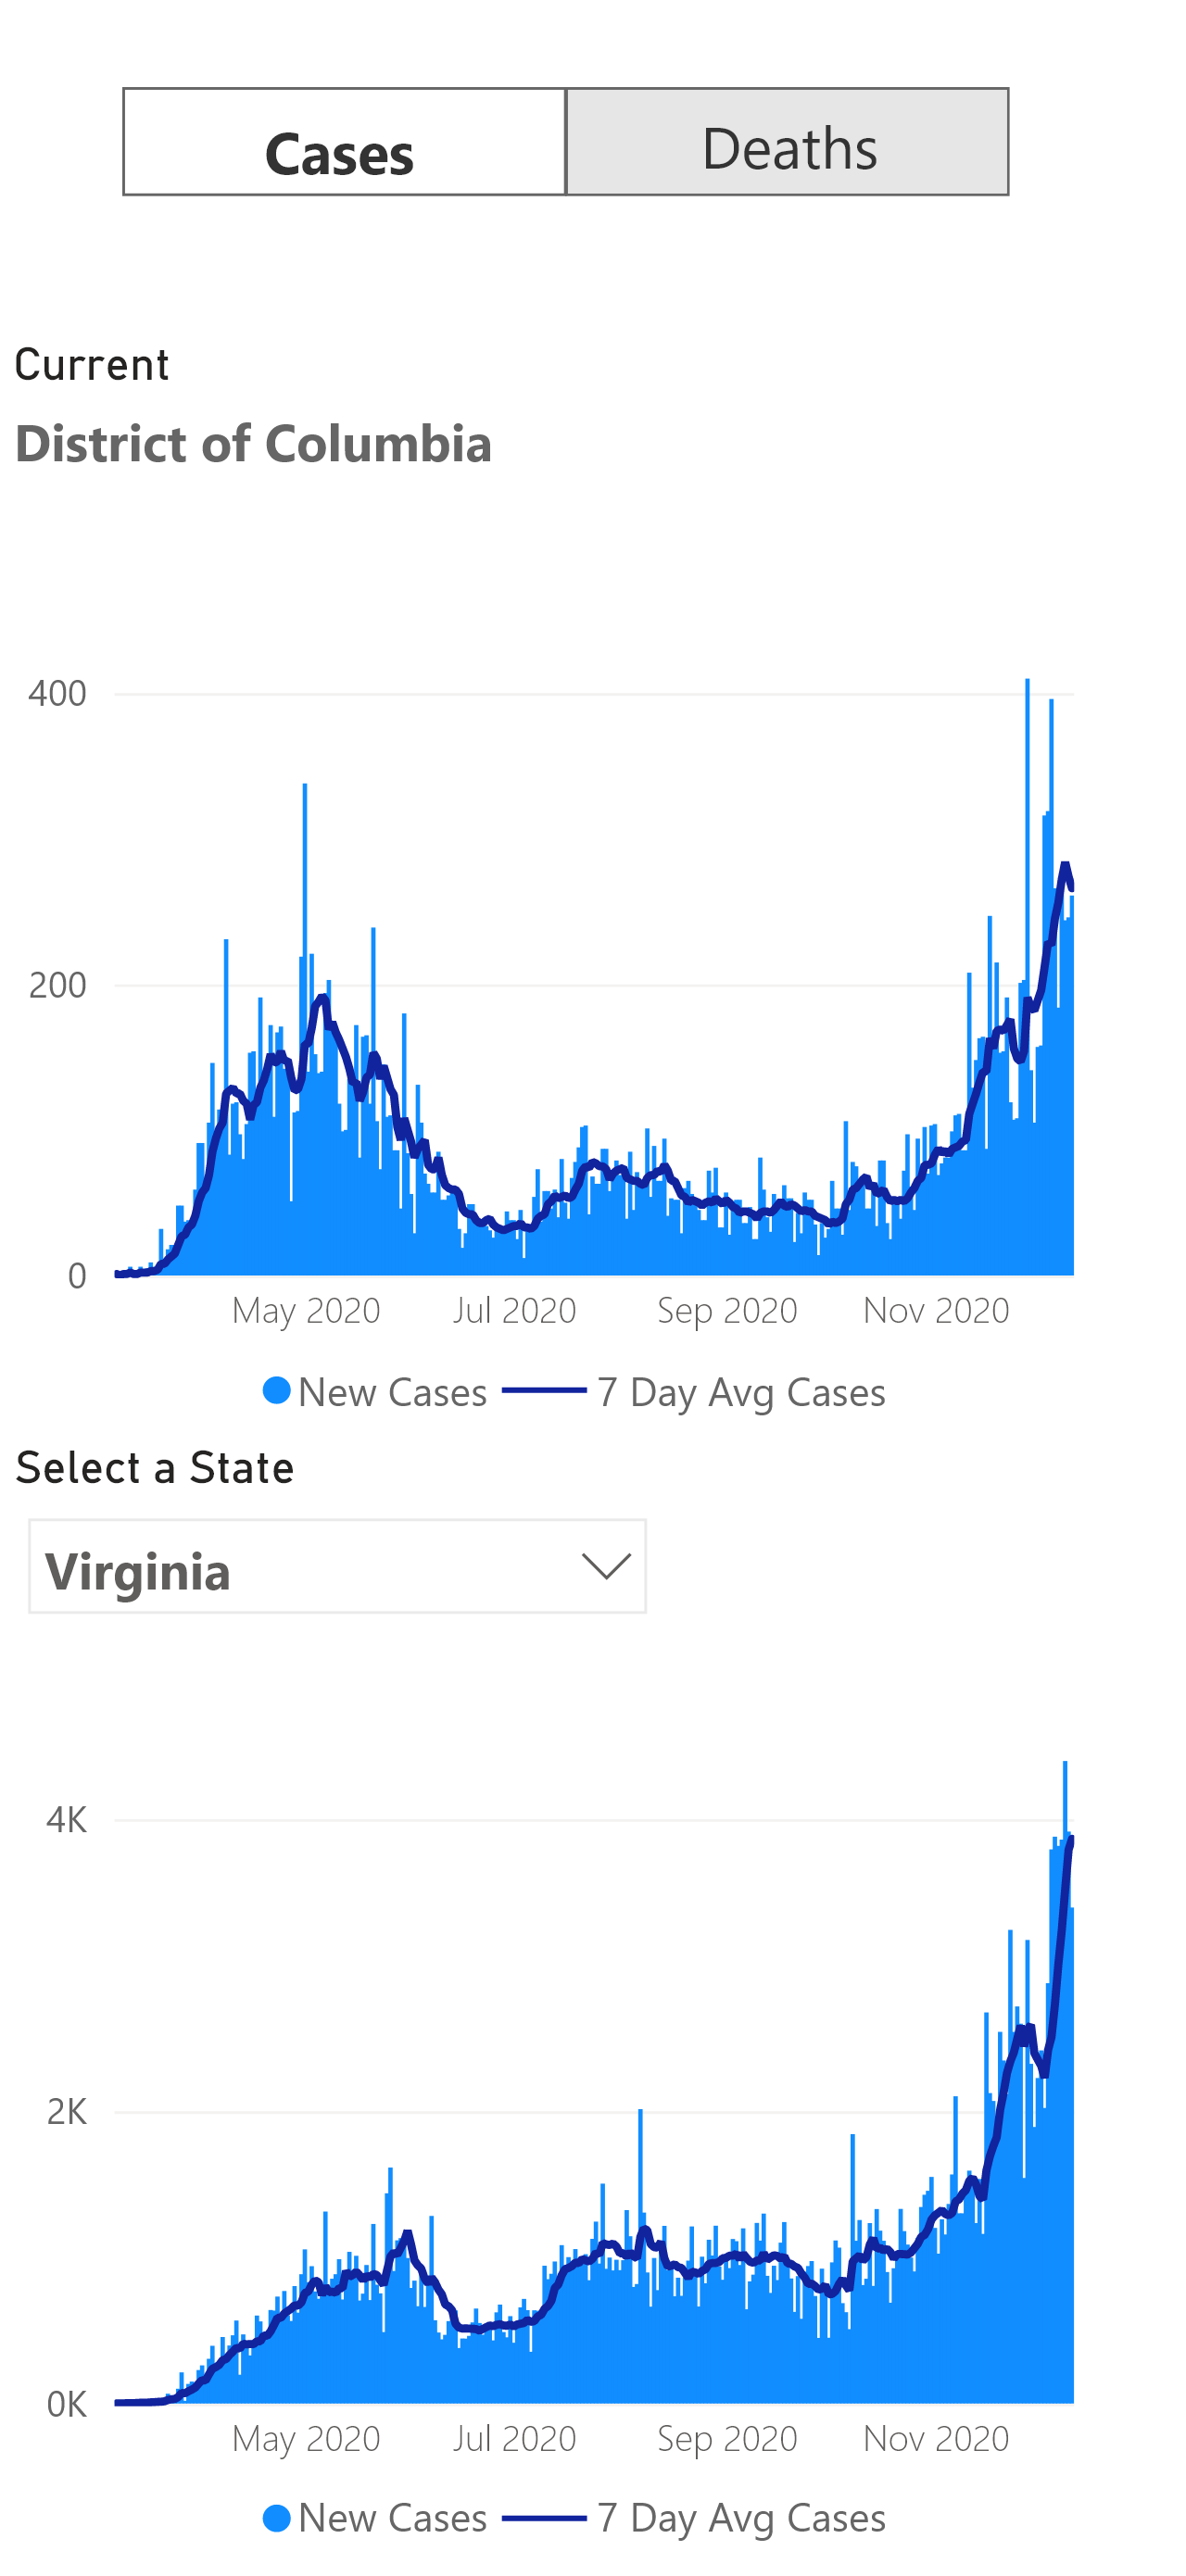 Cases Deaths
Current
District of Columbia
400
200
0
May 2020 Jul 2020 Sep 2020 Nov 2020
New Cases 7 Day Avg Cases
Select a State
Virginia
4K
2K
0K
May 2020 Jul 2020 Sep 2020 Nov 2020
New Cases 7 Day Avg Cases